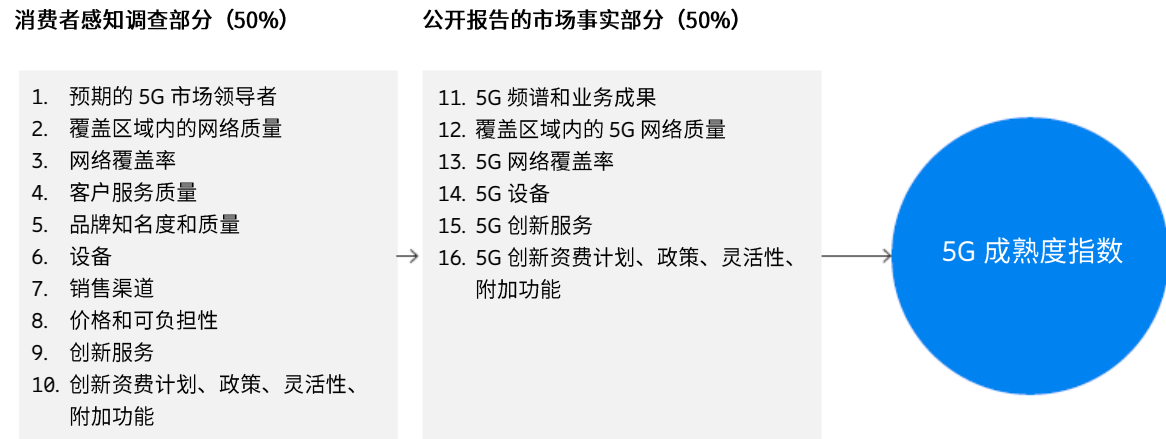 消费者感知调查部分（50%）
1. 预期的 5G 市场领导者
2. 覆盖区域内的网络质量
3. 网络覆盖率
4. 客户服务质量
5. 品牌知名度和质量
6. 设备
7. 销售渠道
8. 价格和可负担性
9. 创新服务
10. 创新资费计划、政策、灵活性、
附加功能
公开报告的市场事实部分（50%）
11. 5G 频谱和业务成果
12. 覆盖区域内的 5G 网络质量
13. 5G 网络覆盖率
14. 5G 设备
15. 5G 创新服务
16. 5G 创新资费计划、政策、灵活性、
附加功能
5G 成熟度指数